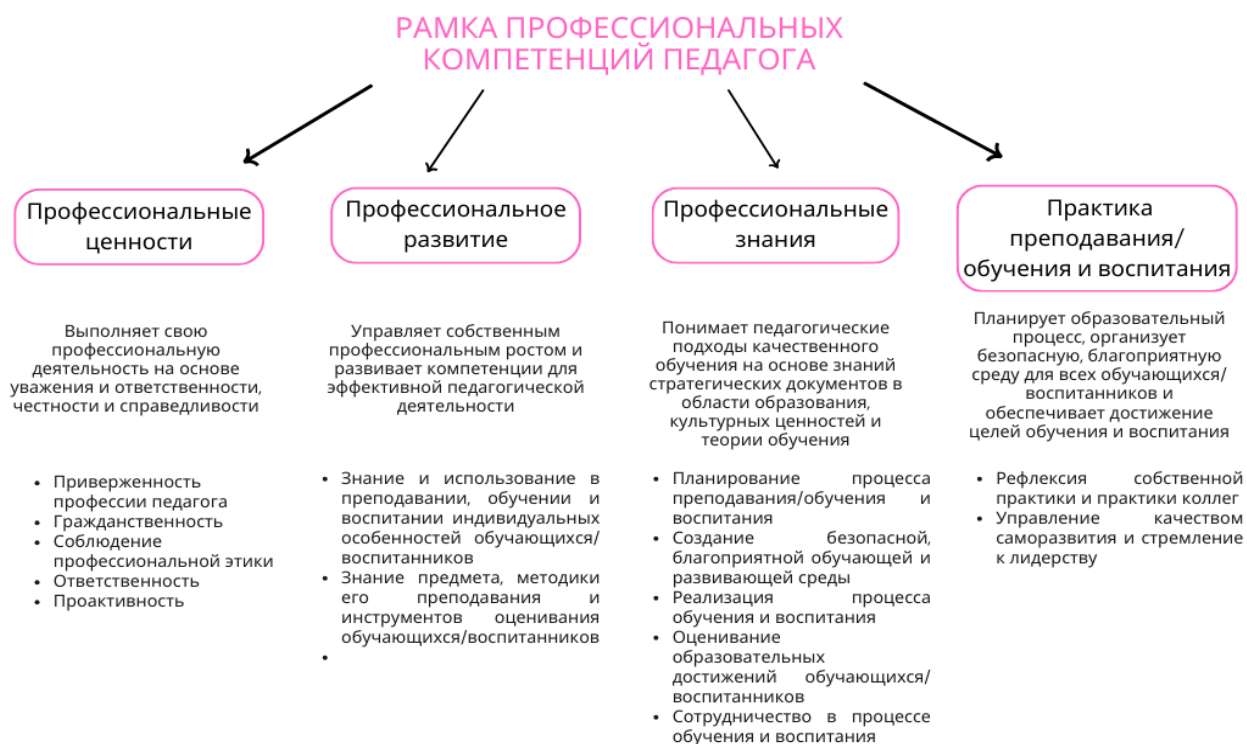 РАМКА ПРОФЕССИОНАЛЬНЫХ
КОМПЕТЕНЦИЙ ПЕДАГОГА
Профессиональные
ценности
Выполняет свою
профессиональную
деятельность на основе
уважения и ответственности,
честности и справедливости
• Приверженность
профессии педагога
• Гражданственность
• Соблюдение
профессиональной этики
• Ответственность
• Проактивность
Профессиональное
развитие
Управляет собственным
профессиональным ростом и
развивает компетенции для
эффективной педагогической
деятельности
• Знание и использование в
преподавании, обучении и
воспитании индивидуальных
особенностей обучающихся/
воспитанников
• Знание предмета, методики
его преподавания и
инструментов оценивания
обучающихся/воспитанников
•
Профессиональные
знания
Понимает педагогические
подходы качественного
обучения на основе знаний
стратегических документов в
области образования,
культурных ценностей и
теории обучения
• Планирование процесса
преподавания/обучения и
воспитания
• Создание безопасной,
благоприятной обучающей и
развивающей среды
• Реализация процесса
обучения и воспитания
• Оценивание
образовательных
достижений обучающихся/
воспитанников
• Сотрудничество в процессе
обучения и воспитания
Практика
преподавания/
обучения и воспитания
Планирует образовательный
процесс, организует
безопасную, благоприятную
среду для всех обучающихся/
воспитанников и
обеспечивает достижение
целей обучения и воспитания
• Рефлексия собственной
практики и практики коллег
• Управление качеством
саморазвития и стремление
к лидерству